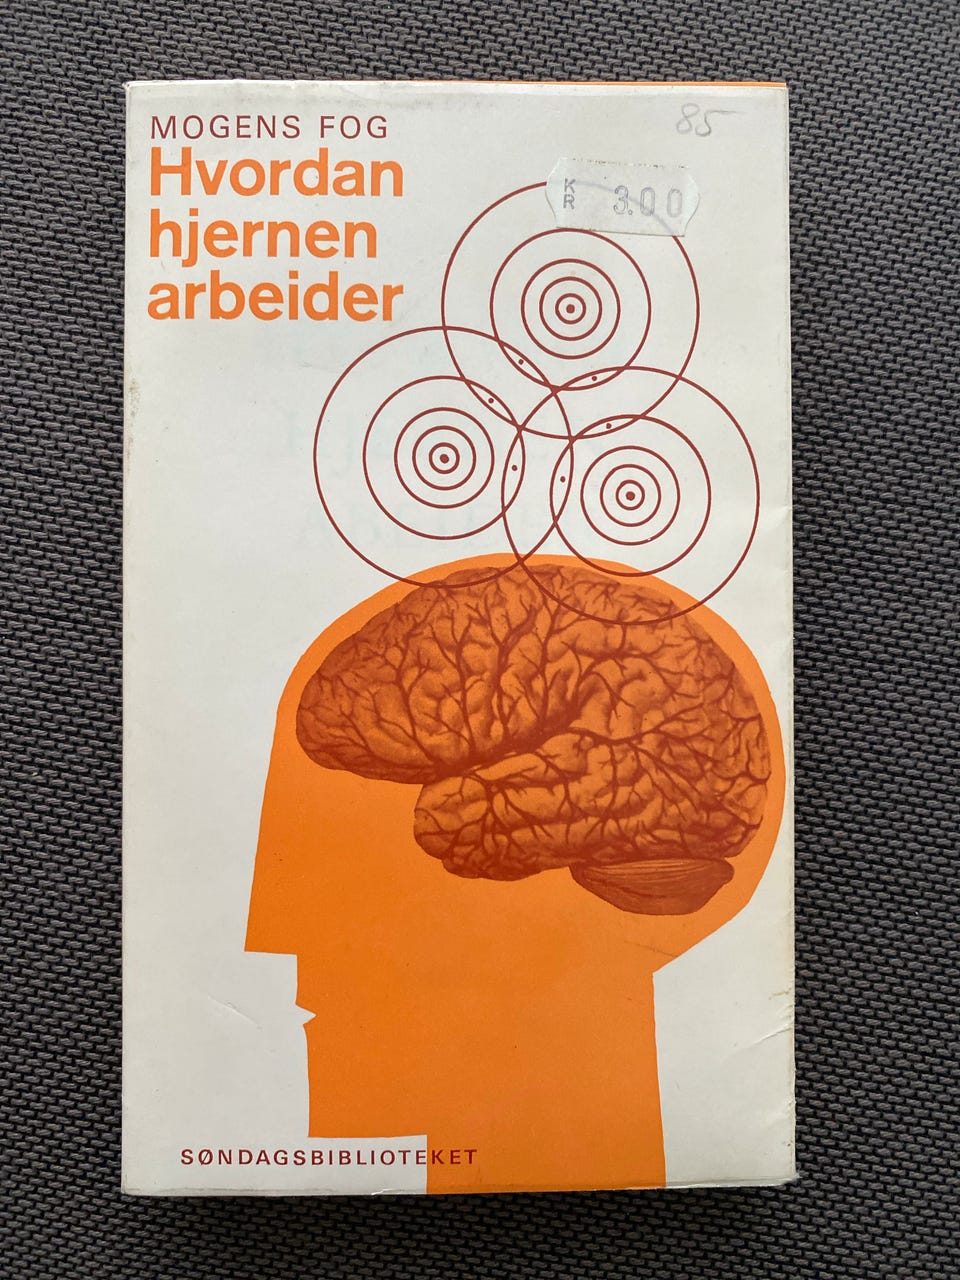 MOGENS FOG
85
Hvordan
hjernen
arbeider
KR 3.00
SØNDAGSBIBLIOTEKET